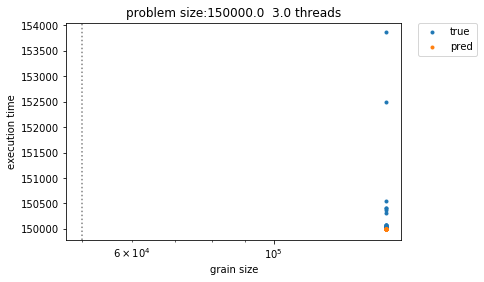 problem size:150000.0  3.0 threads
true
pred
execution time
154000
153500
153000
152500
152000
151500
151000
150500
150000
6 × 10⁴
10⁵
grain size